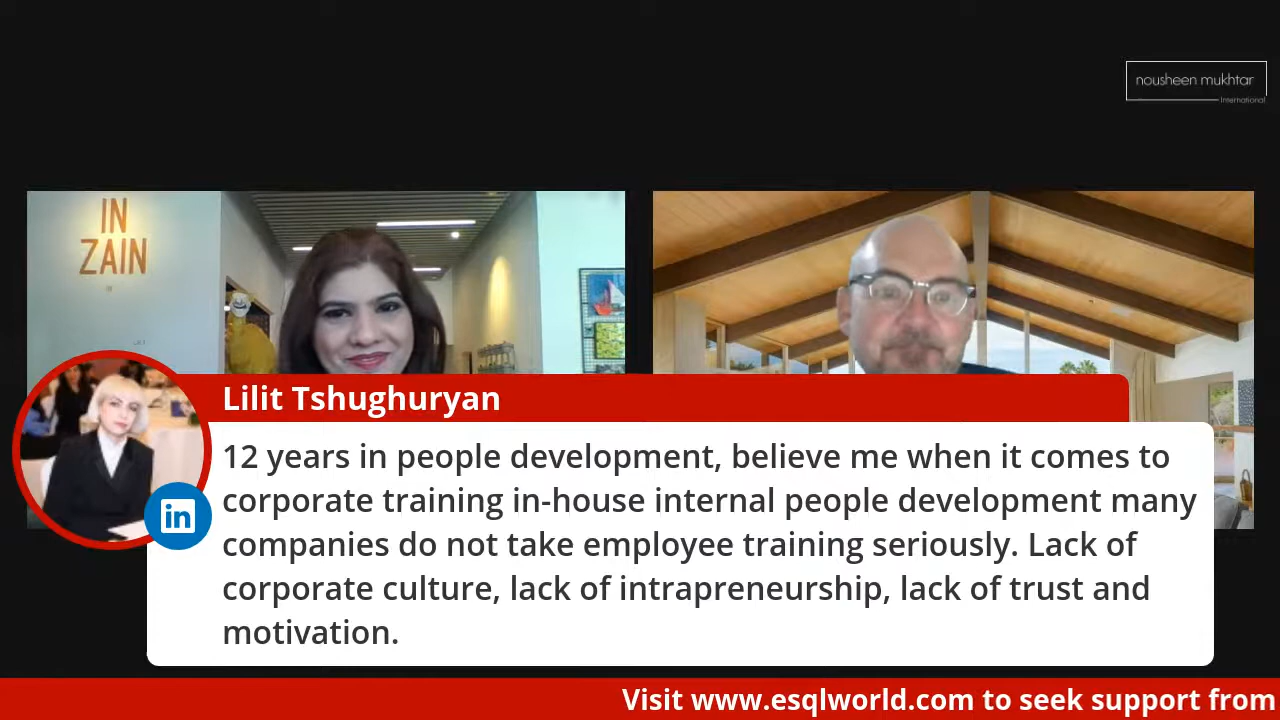 nousheen mukhtar
International
IN
ZAIN
Lilit Tshughuryan
12 years in people development, believe me when it comes to
corporate training in-house internal people development many
companies do not take employee training seriously. Lack of
corporate culture, lack of intrapreneurship, lack of trust and
motivation.
in
Visit www.esqlworld.com to seek support from